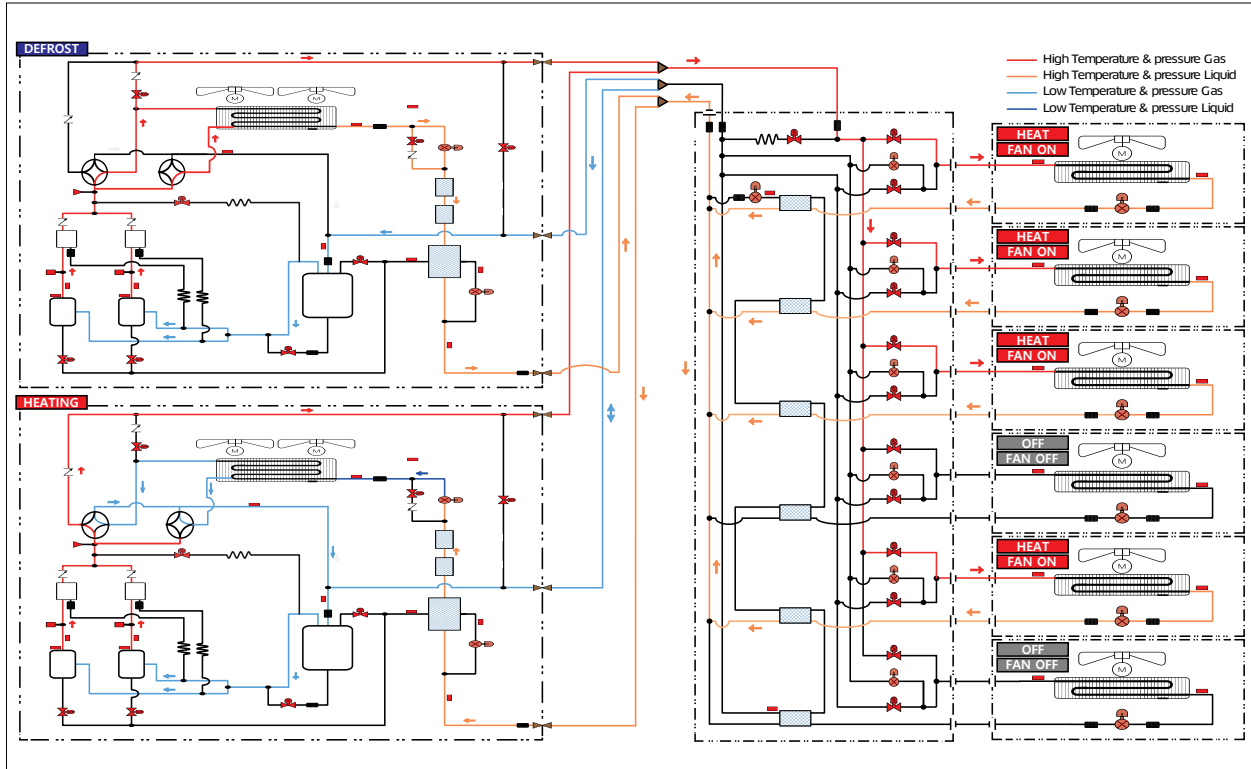 DEFROST
High Temperature & pressure Gas
High Temperature & pressure Liquid
Low Temperature & pressure Gas
Low Temperature & pressure Liquid
M
M
HEAT
FAN ON
M
HEAT
FAN ON
M
HEAT
FAN ON
M
HEATING
M
M
OFF
FAN OFF
M
HEAT
FAN ON
M
OFF
FAN OFF
M